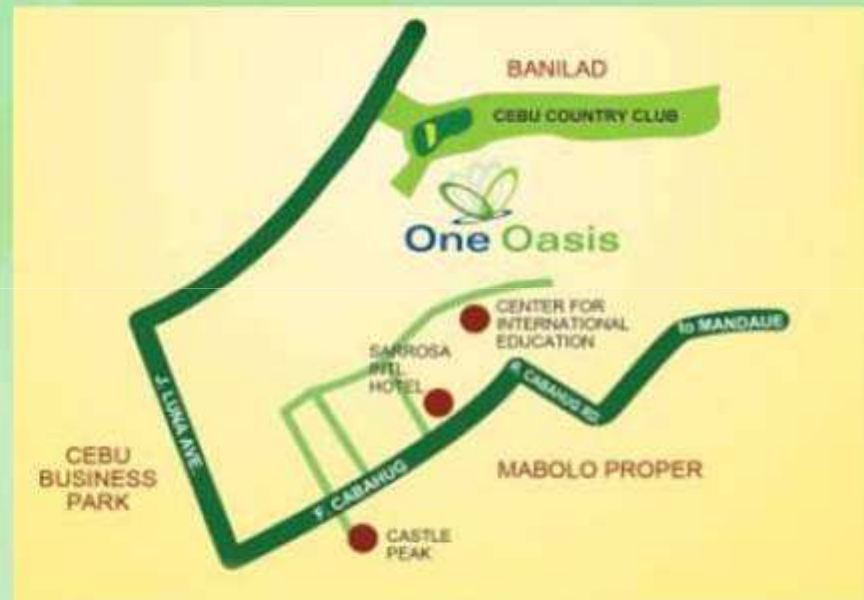 BANILAD
CEBU COUNTRY CLUB
One Oasis
CENTER FOR
INTERNATIONAL
EDUCATION
to MANDAUE
SARROSA
INTL
HOTEL
A. CABAHUG RD
J. LUNA AVE.
CEBU
BUSINESS
PARK
MABOLO PROPER
F. CABAHUG
CASTLE
PEAK